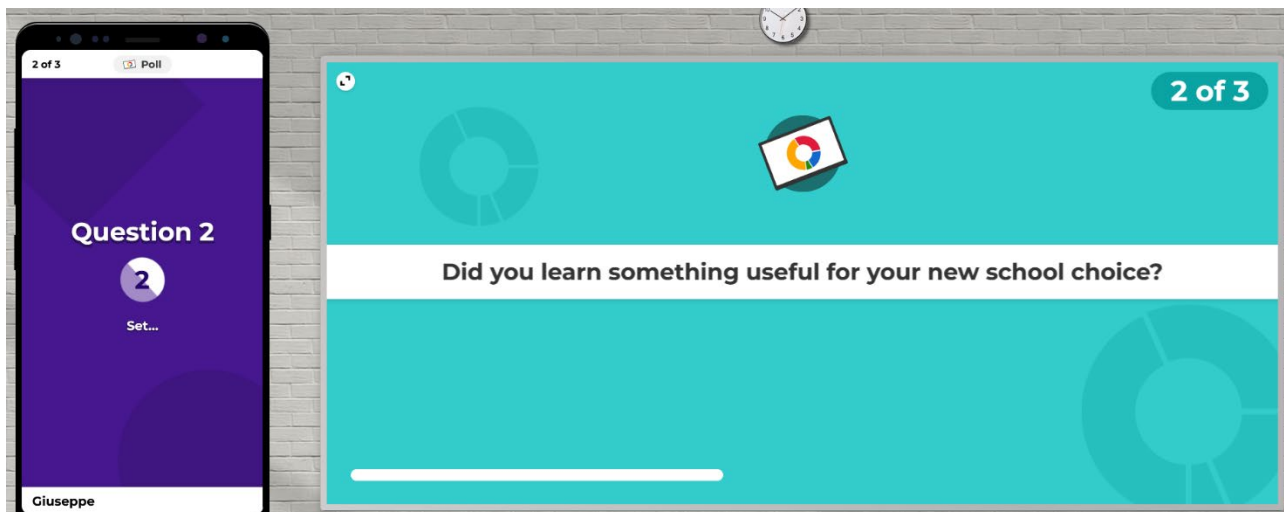 2 of 3
Poll
Question 2
2
Set...
Giuseppe
2 of 3
Did you learn something useful for your new school choice?